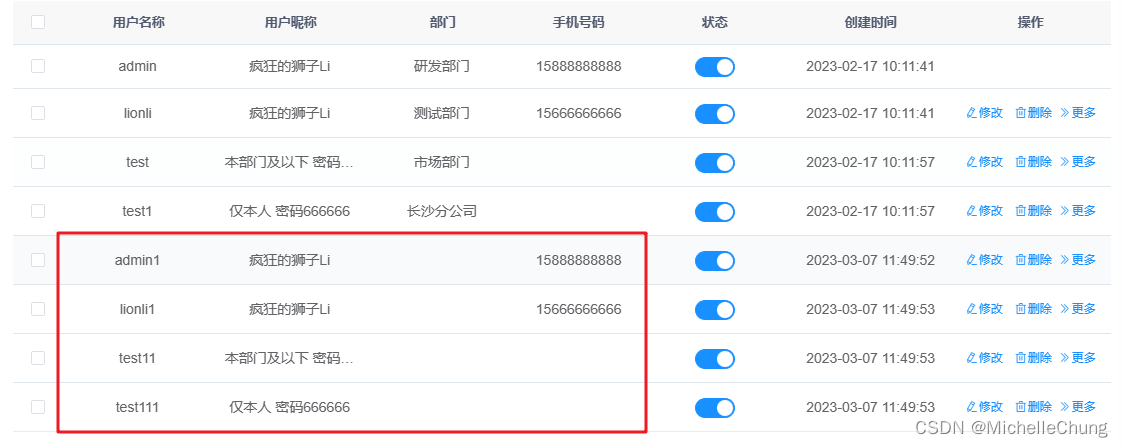 用户名称 用户昵称 部门 手机号码 状态 创建时间 操作
admin 疯狂的狮子Li 研发部门 15888888888 2023-02-17 10:11:41
lionli 疯狂的狮子Li 测试部门 15666666666 2023-02-17 10:11:41 修改 删除 更多
test 本部门及以下 密码... 市场部门 2023-02-17 10:11:57 修改 删除 更多
test1 仅本人 密码666666 长沙分公司 2023-02-17 10:11:57 修改 删除 更多
admin1 疯狂的狮子Li 15888888888 2023-03-07 11:49:52 修改 删除 更多
lionli1 疯狂的狮子Li 15666666666 2023-03-07 11:49:53 修改 删除 更多
test11 本部门及以下 密码... 2023-03-07 11:49:53 修改 删除 更多
test111 仅本人 密码666666 2023-03-07 11:49:53 修改 删除 更多
CSDN @MichelleChung